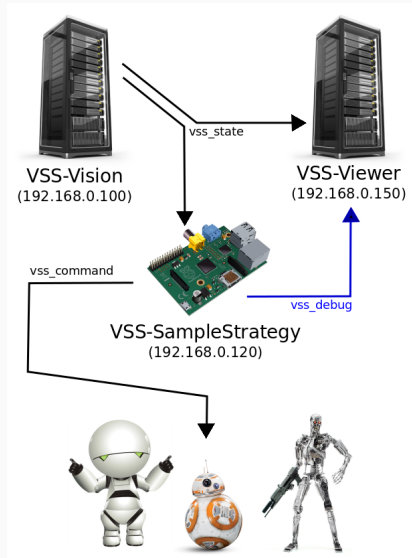 vss_state
VSS-Vision
(192.168.0.100)
VSS-Viewer
(192.168.0.150)
vss_command
vss_debug
VSS-SampleStrategy
(192.168.0.120)